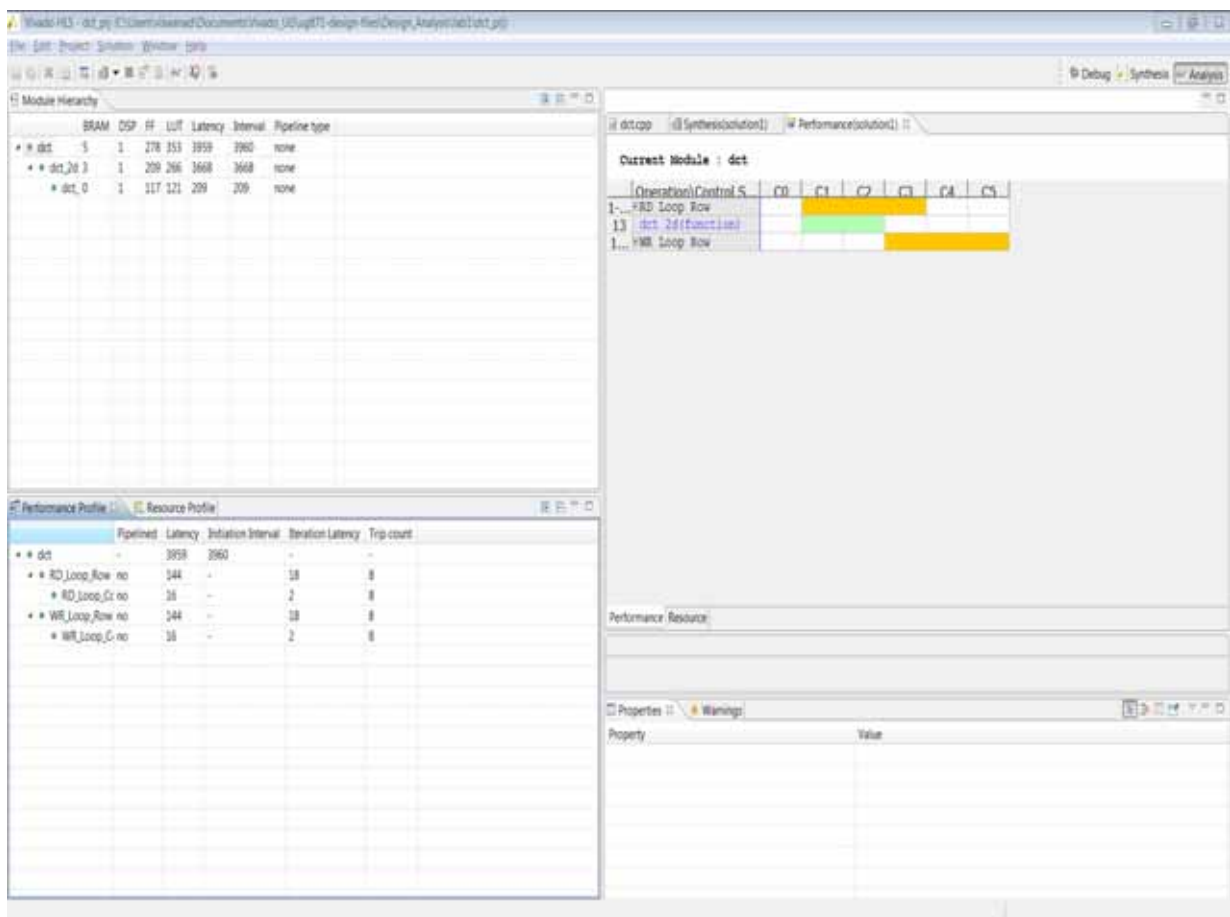 Vivado HLS - dct_prj
File Edit Project Solution Window Help
Debug Synthesis Analysis
Module Hierarchy
BRAM DSP FF LUT Latency Interval Pipeline type
dct 5 1 278 353 3959 3960 none
dct_2d 3 1 209 266 3668 3668 none
dct_ 0 1 117 121 209 209 none
dct.cpp Synthesis(solution1) Performance(solution1)
Current Module : dct
Operation\Control S C0 C1 C2 C3 C4 C5
1-... RD Loop Row
13 dct 2d(function)
1... WR Loop Row
Performance Profile Resource Profile
Pipelined Latency Initiation Interval Iteration Latency Trip count
dct - 3959 3960 - -
RD_Loop_Row no 144 - 18 8
RD_Loop_Cc no 16 - 2 8
WR_Loop_Row no 144 - 18 8
WR_Loop_C no 16 - 2 8
Performance Resource
Properties Warnings
Property Value